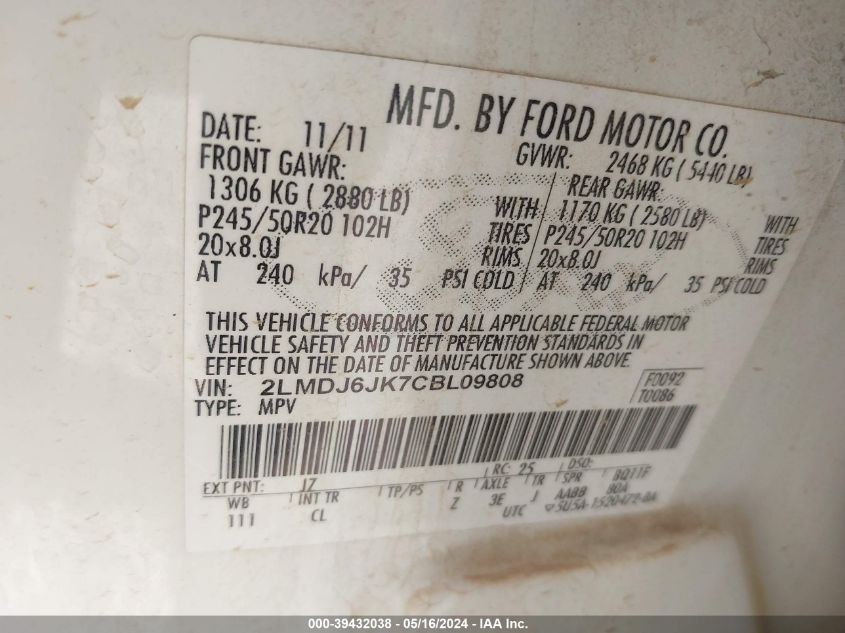 MFD. BY FORD MOTOR CO.
DATE: 11/11 GVWR: 2468 KG ( 5440 LB)
FRONT GAWR: REAR GAWR:
1306 KG ( 2880 LB) WITH 1170 KG ( 2580 LB) WITH
P245/50R20 102H TIRES P245/50R20 102H TIRES
20x8.0J RIMS 20x8.0J RIMS
AT 240 kPa/ 35 PSI COLD AT 240 kPa/ 35 PSI COLD
THIS VEHICLE CONFORMS TO ALL APPLICABLE FEDERAL MOTOR
VEHICLE SAFETY AND THEFT PREVENTION STANDARDS IN
EFFECT ON THE DATE OF MANUFACTURE SHOWN ABOVE.
VIN: 2LMDJ6JK7CBL09808 F0092
TYPE: MPV T0086
EXT PNT: JZ RC: 25 DSO:
WB INT TR TP/PS R AXLE TR SPR BQ11F
111 CL Z 3E J AABB 80A
UTC
000-39432038 - 05/16/2024 - IAA Inc.